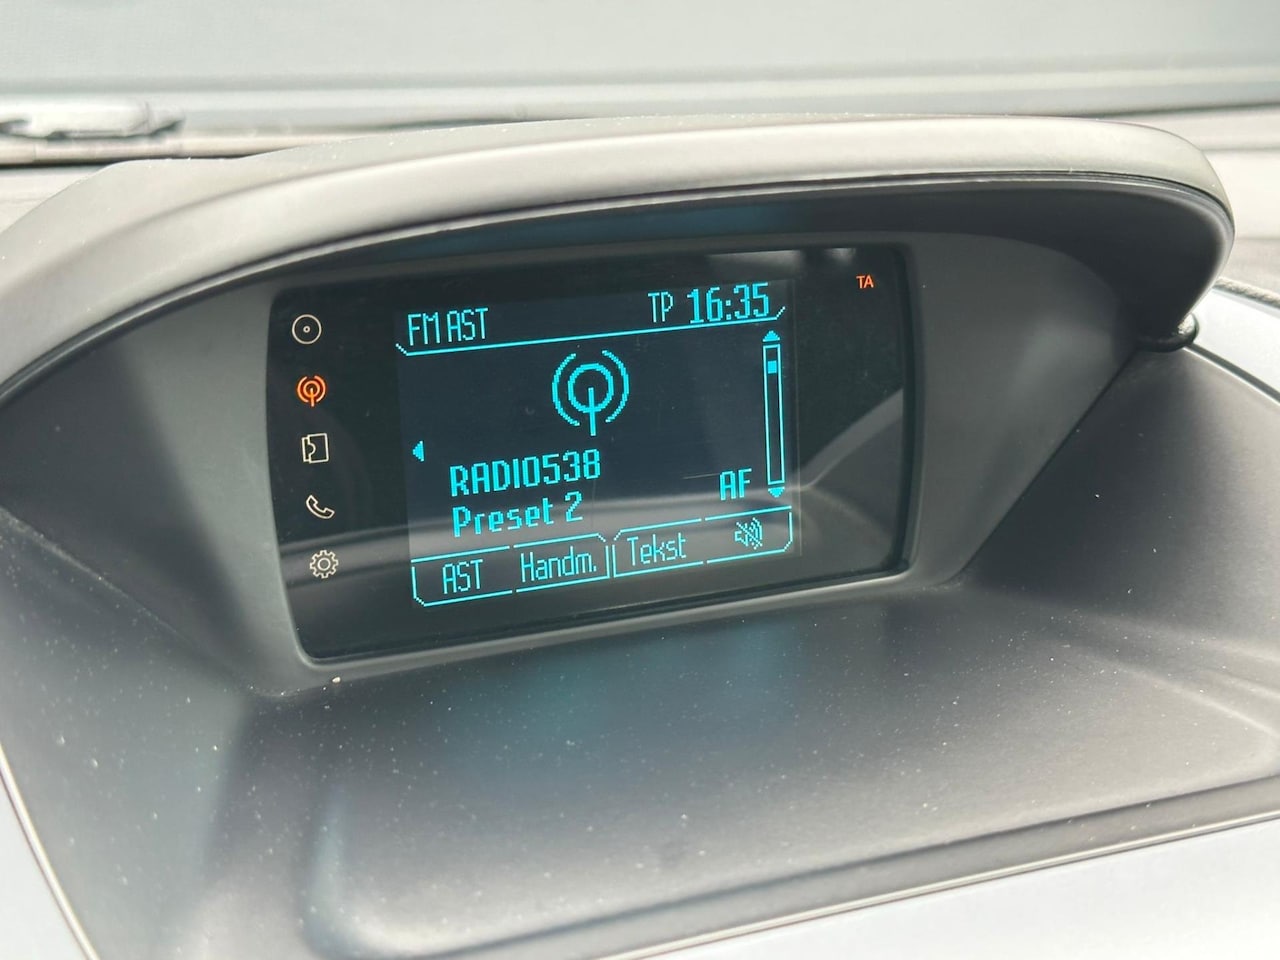 FM AST TP 16:35
TA
RADIO538
Preset 2 AF
AST Handm. Tekst